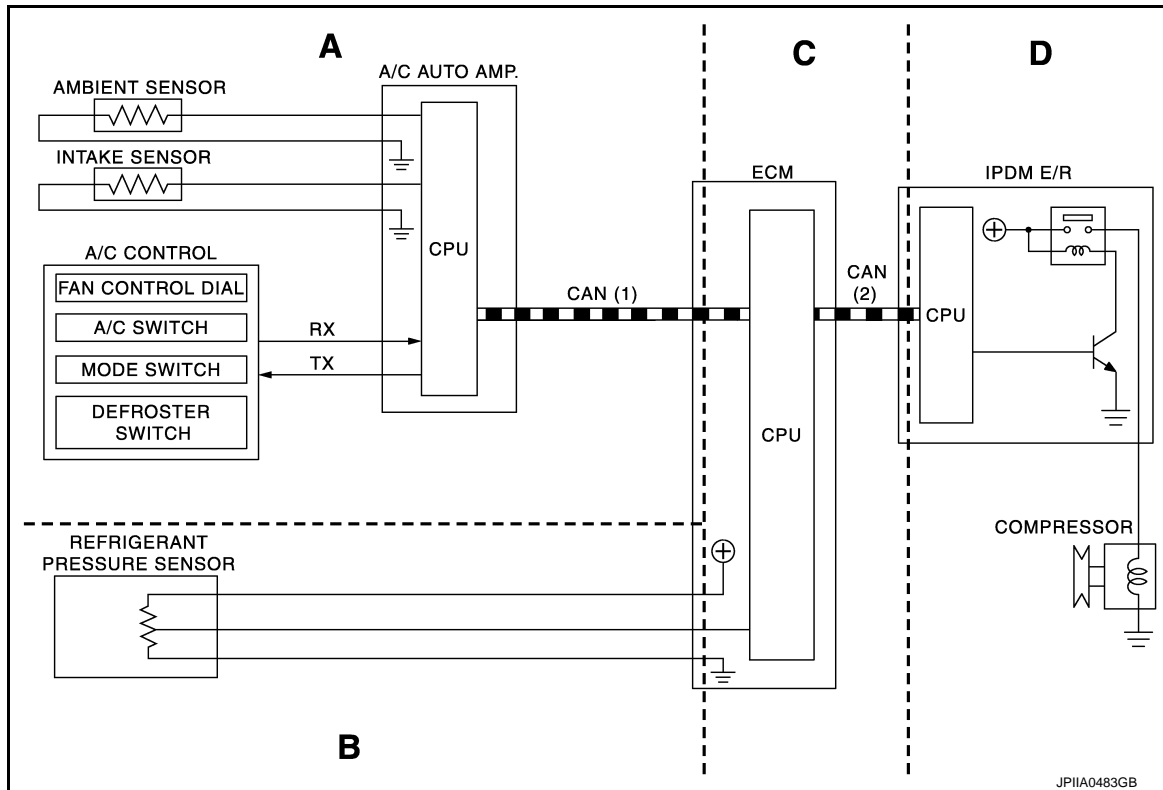 A
C
D
A/C AUTO AMP.
AMBIENT SENSOR
INTAKE SENSOR
CPU
A/C CONTROL
FAN CONTROL DIAL
A/C SWITCH
MODE SWITCH
DEFROSTER
SWITCH
RX
TX
CAN (1)
ECM
CPU
CAN
(2)
IPDM E/R
CPU
COMPRESSOR
REFRIGERANT
PRESSURE SENSOR
B
JPIIA0483GB